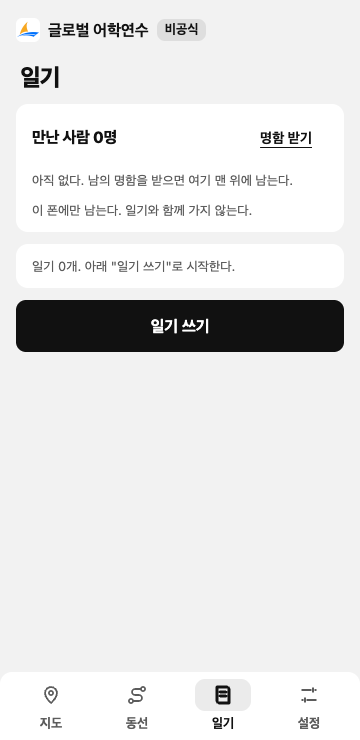 글로벌 어학연수 비공식
일기
만난 사람 0명 명함 받기
아직 없다. 남의 명함을 받으면 여기 맨 위에 남는다.
이 폰에만 남는다. 일기와 함께 가지 않는다.
일기 0개. 아래 "일기 쓰기"로 시작한다.
일기 쓰기
지도 동선 일기 설정